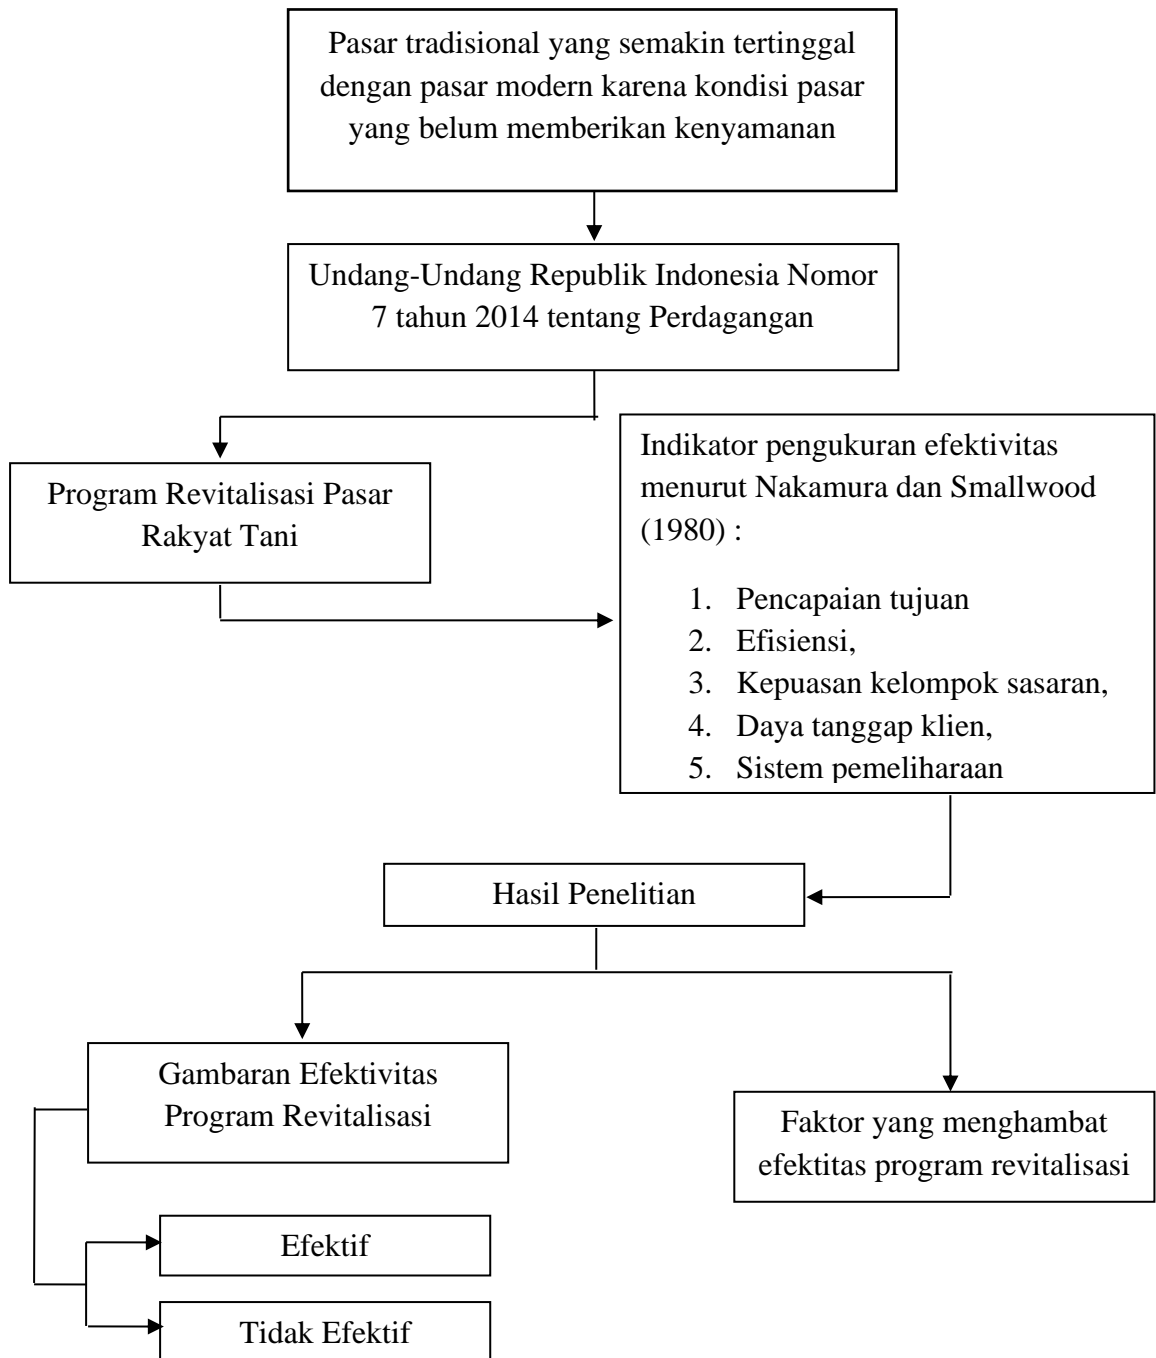 Pasar tradisional yang semakin tertinggal
dengan pasar modern karena kondisi pasar
yang belum memberikan kenyamanan
Undang-Undang Republik Indonesia Nomor
7 tahun 2014 tentang Perdagangan
Program Revitalisasi Pasar
Rakyat Tani
Indikator pengukuran efektivitas
menurut Nakamura dan Smallwood
(1980) :
1. Pencapaian tujuan
2. Efisiensi,
3. Kepuasan kelompok sasaran,
4. Daya tanggap klien,
5. Sistem pemeliharaan
Hasil Penelitian
Gambaran Efektivitas
Program Revitalisasi
Faktor yang menghambat
efektitas program revitalisasi
Efektif
Tidak Efektif